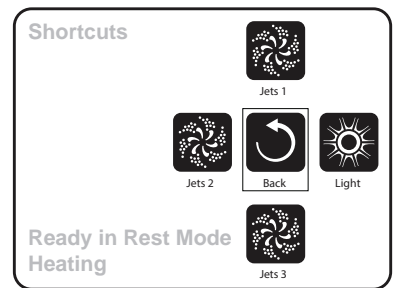 Shortcuts
Jets 1
Jets 2 Back Light
Ready in Rest Mode
Heating
Jets 3